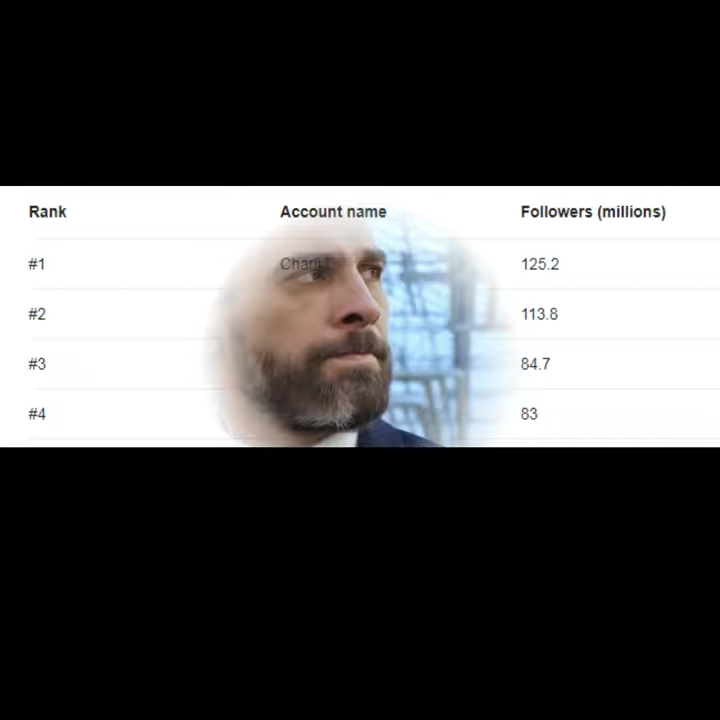 Rank Account name Followers (millions)
#1 125.2
#2 113.8
#3 84.7
#4 83